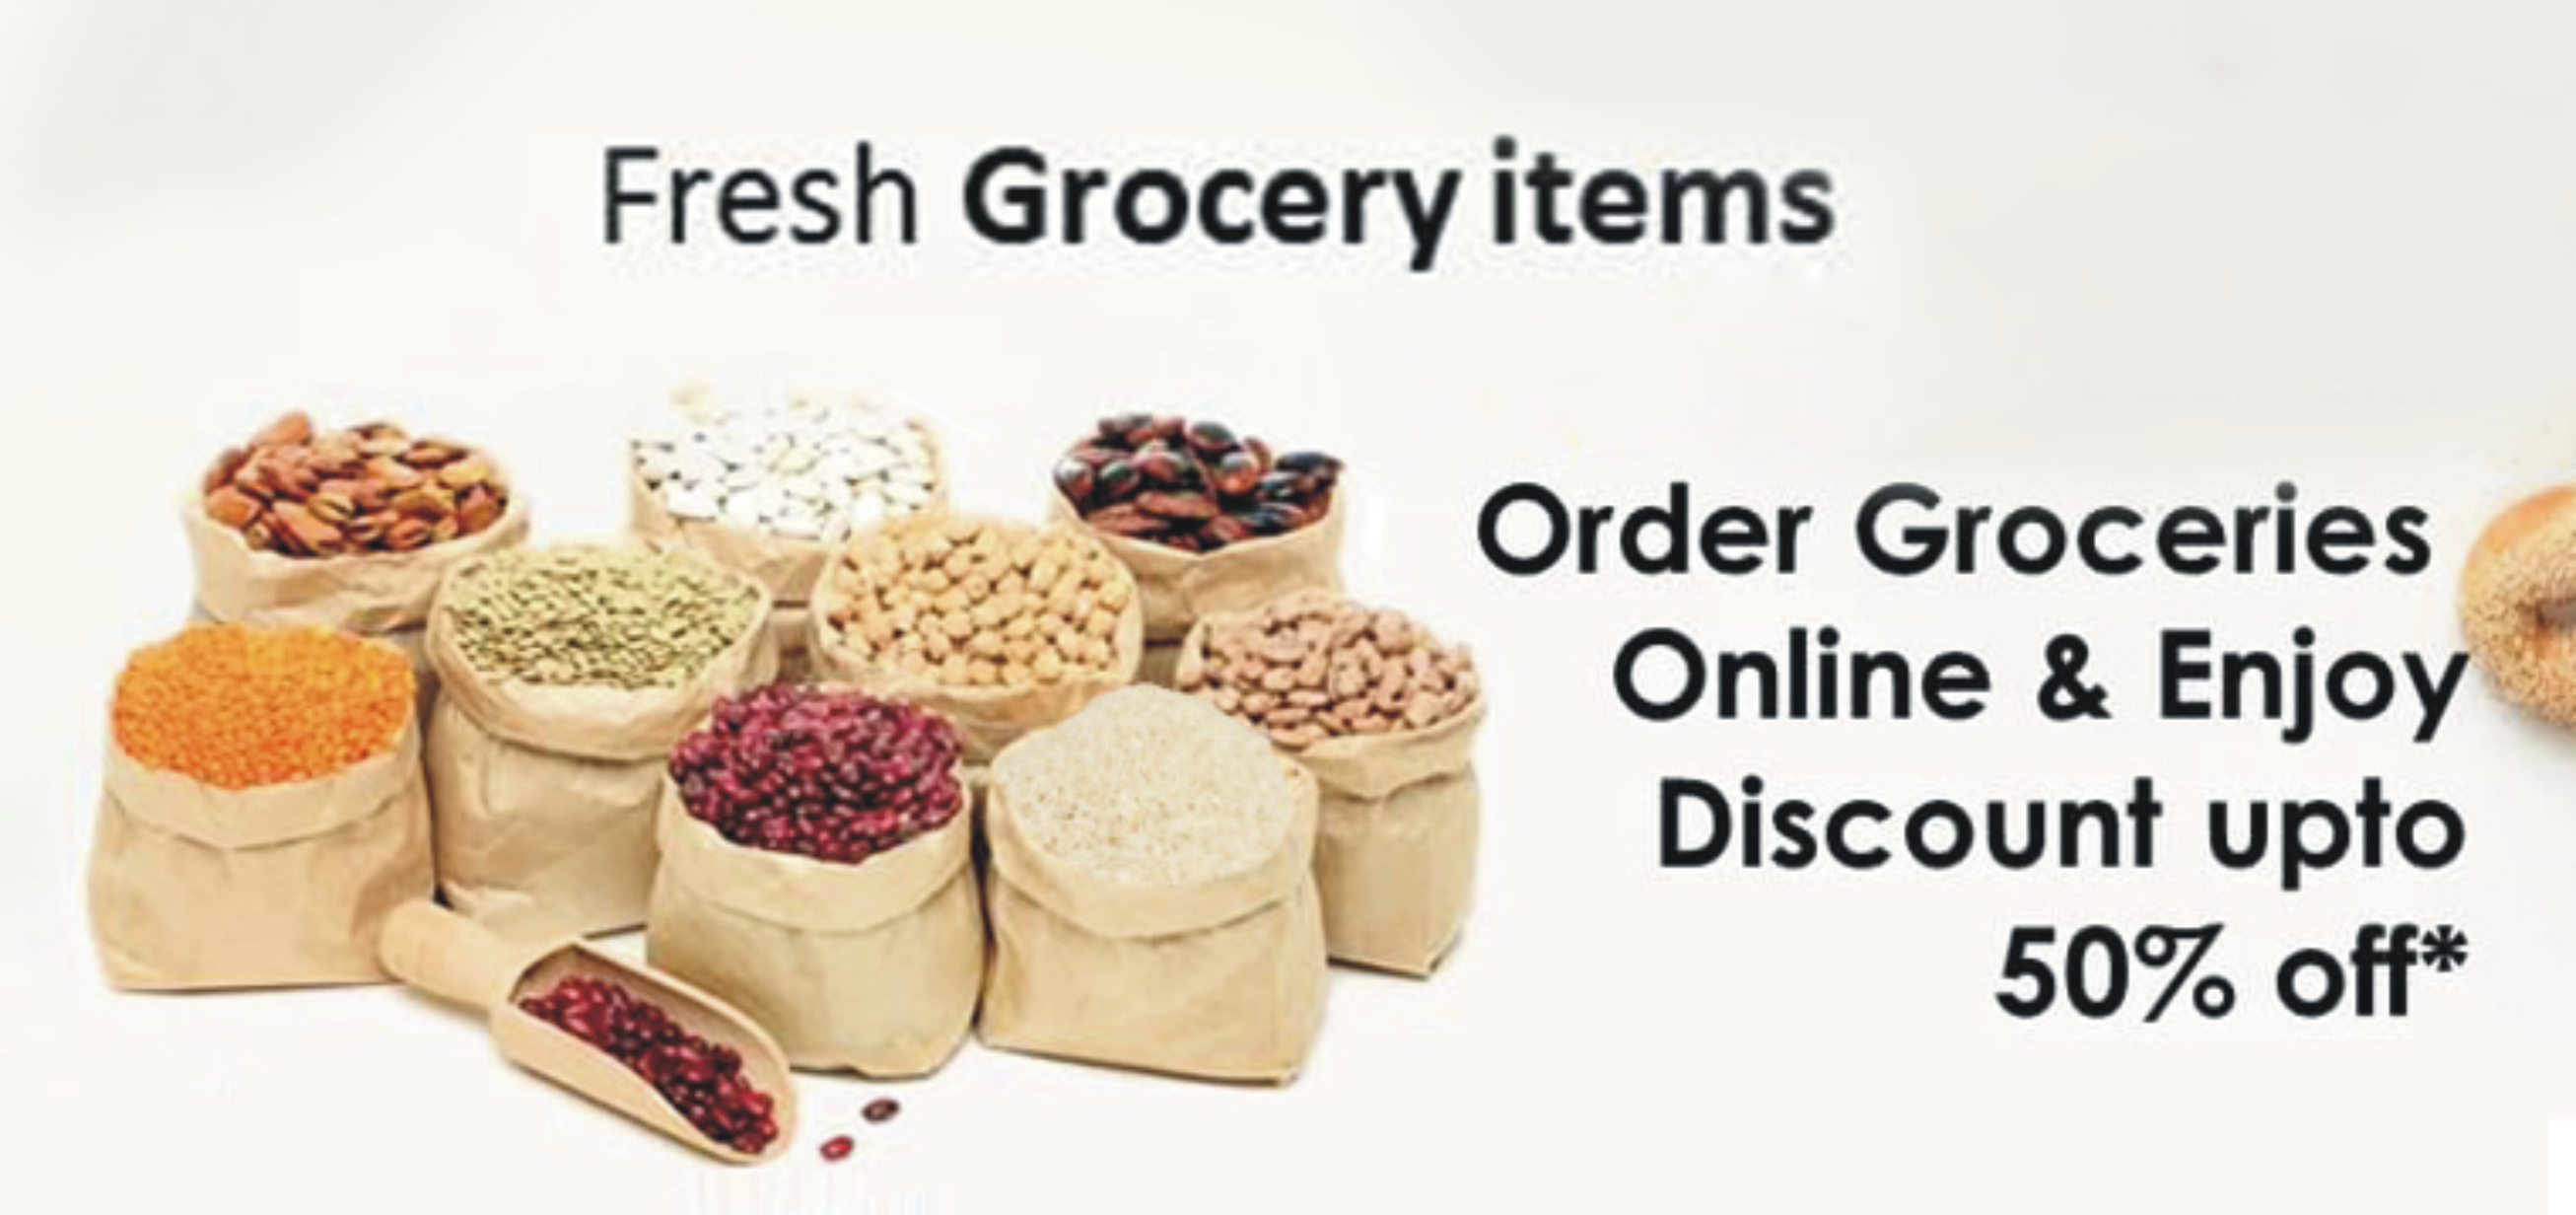 Fresh Grocery items
Order Groceries
Online & Enjoy
Discount upto
50% off*